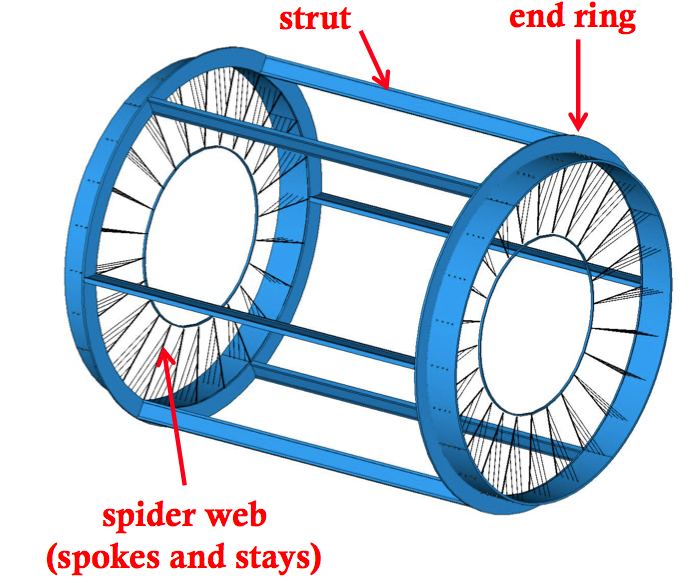 strut
end ring
spider web
(spokes and stays)